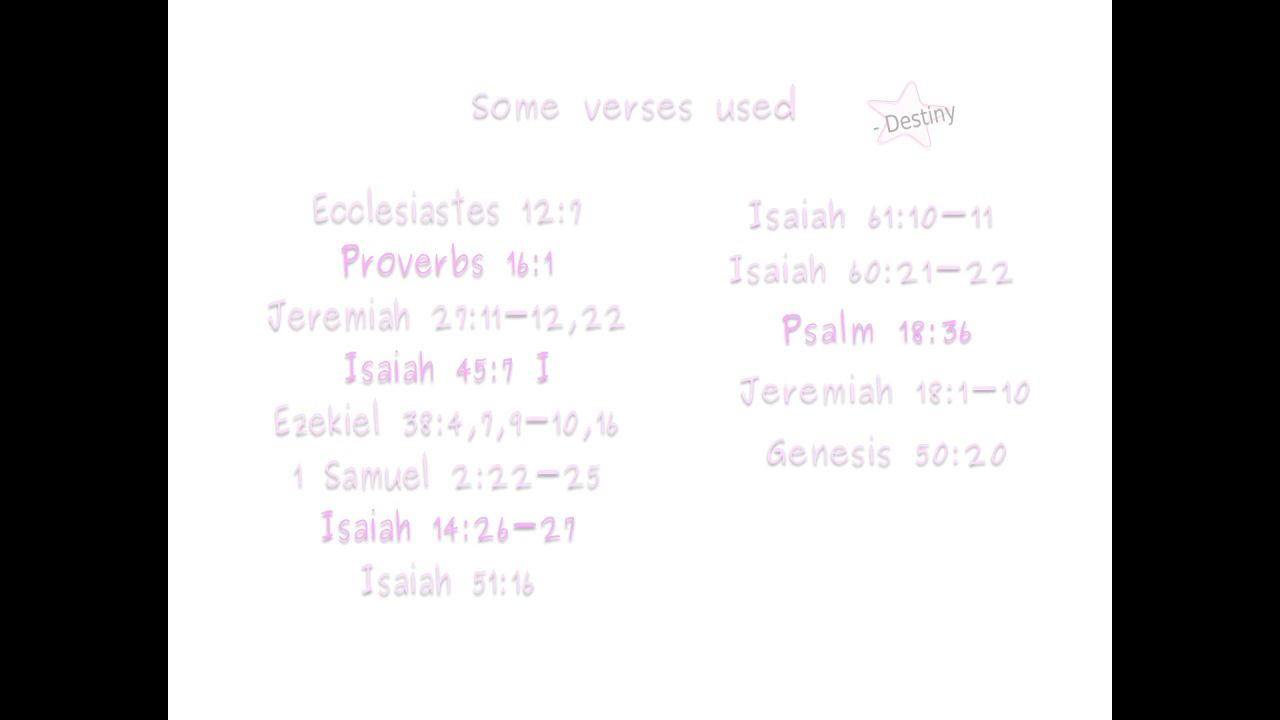 Some verses used
- Destiny
Ecclesiastes 12:7
Proverbs 16:1
Jeremiah 27:11-12,22
Isaiah 45:7 I
Ezekiel 38:4,7,9-10,16
1 Samuel 2:22-25
Isaiah 14:26-27
Isaiah 51:16
Isaiah 61:10-11
Isaiah 60:21-22
Psalm 18:36
Jeremiah 18:1-10
Genesis 50:20